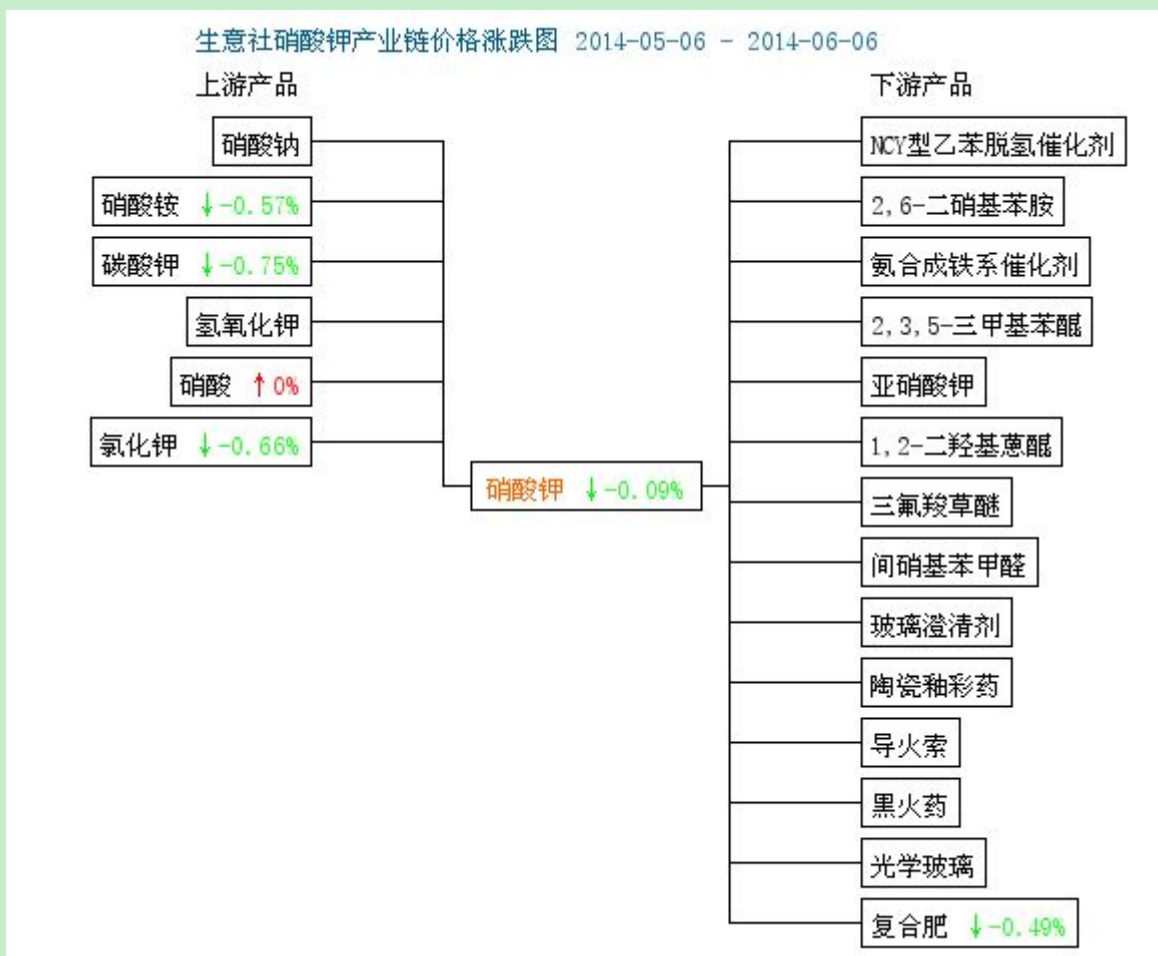 生意社硝酸钾产业链价格涨跌图 2014-05-06 - 2014-06-06
上游产品
硝酸钠
硝酸铵 ↓-0.57%
碳酸钾 ↓-0.75%
氢氧化钾
硝酸 ↑0%
氯化钾 ↓-0.66%
硝酸钾 ↓-0.09%
下游产品
NCY型乙苯脱氢催化剂
2,6-二硝基苯胺
氨合成铁系催化剂
2,3,5-三甲基苯醌
亚硝酸钾
1,2-二羟基蒽醌
三氟羧草醚
间硝基苯甲醛
玻璃澄清剂
陶瓷釉彩药
导火索
黑火药
光学玻璃
复合肥 ↓-0.49%